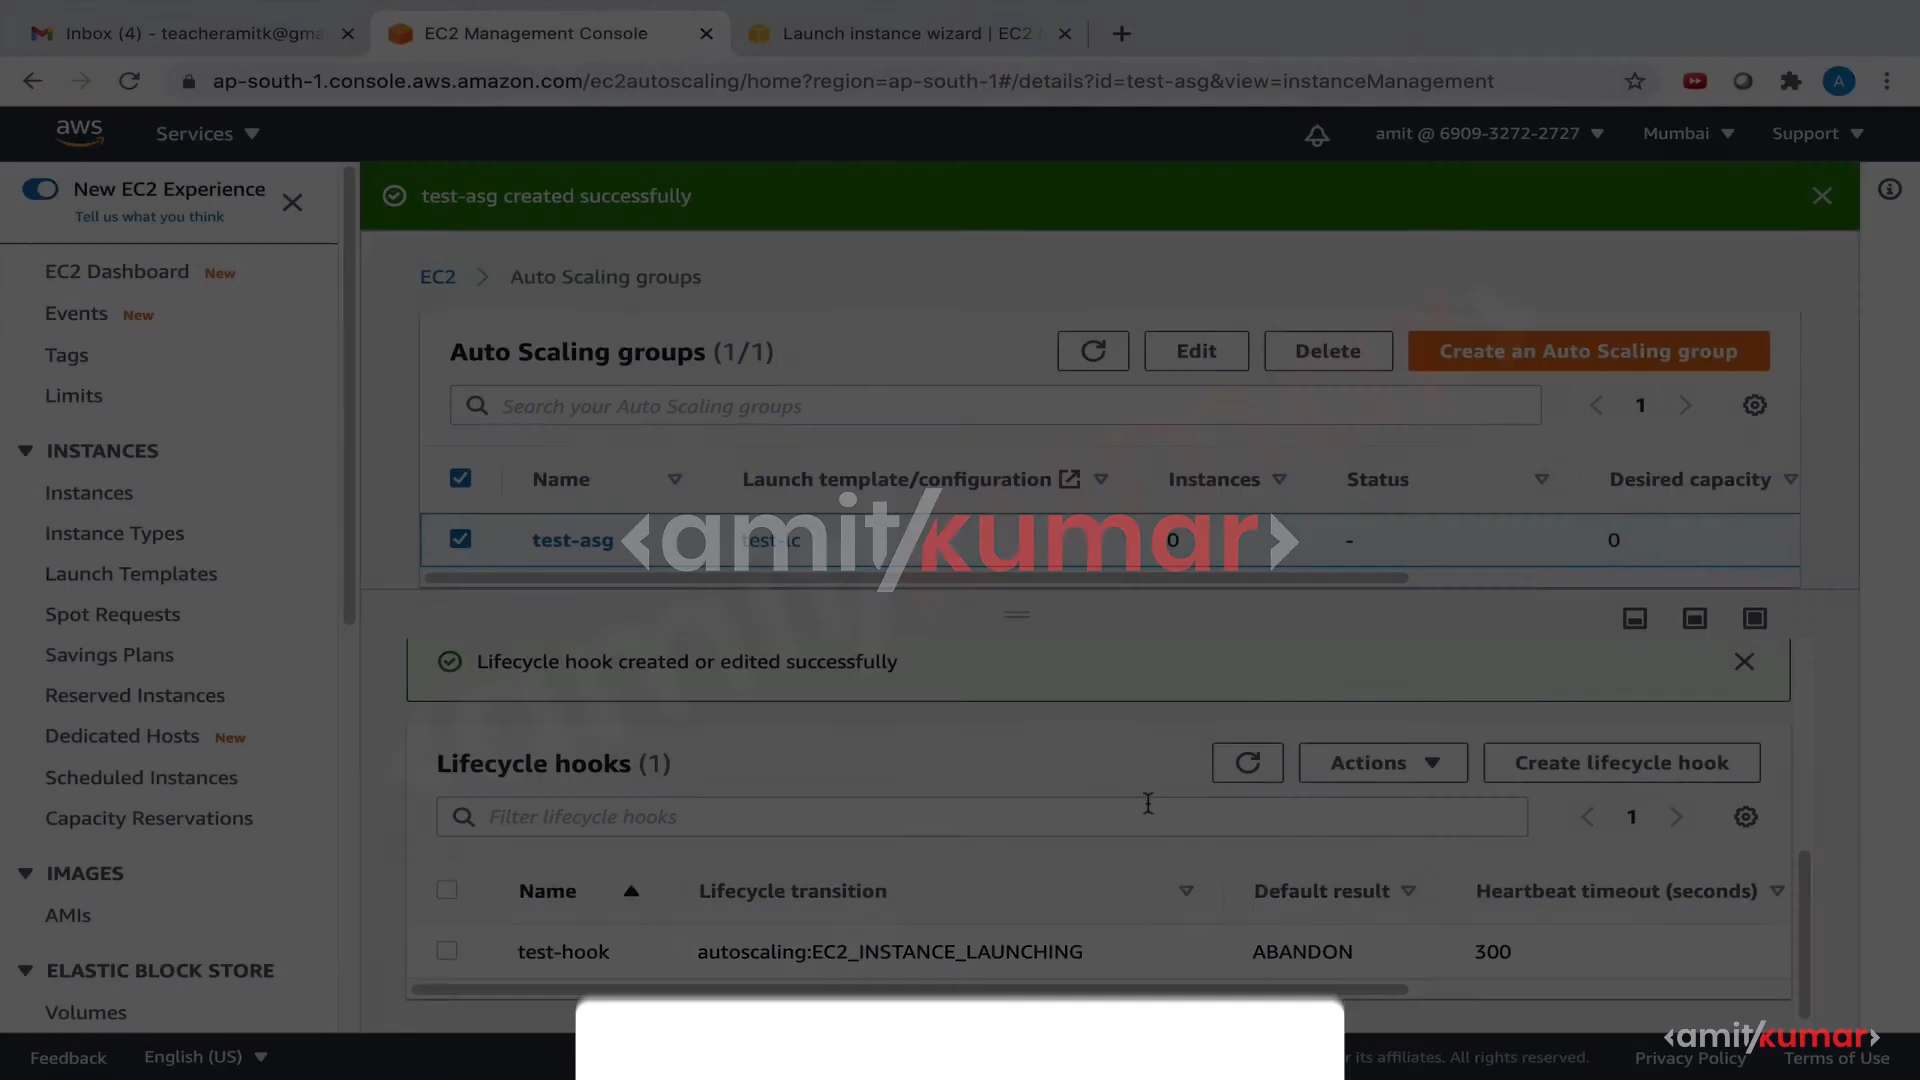 Inbox (4) - teacheramitk@gma
EC2 Management Console
Launch instance wizard | EC2
ap-south-1.console.aws.amazon.com/ec2autoscaling/home?region=ap-south-1#/details?id=test-asg&view=instanceManagement
A
aws
Services
amit @ 6909-3272-2727
Mumbai
Support
New EC2 Experience
Tell us what you think
test-asg created successfully
EC2 Dashboard New
Events New
Tags
Limits
INSTANCES
Instances
Instance Types
Launch Templates
Spot Requests
Savings Plans
Reserved Instances
Dedicated Hosts New
Scheduled Instances
Capacity Reservations
IMAGES
AMIs
ELASTIC BLOCK STORE
Volumes
EC2 > Auto Scaling groups
Auto Scaling groups (1/1)
Edit
Delete
Create an Auto Scaling group
Search your Auto Scaling groups
1
Name
Launch template/configuration
Instances
Status
Desired capacity
test-asg
test-lc
0
-
0
<amit/kumar>
Lifecycle hook created or edited successfully
Lifecycle hooks (1)
Actions
Create lifecycle hook
Filter lifecycle hooks
1
Name
Lifecycle transition
Default result
Heartbeat timeout (seconds)
test-hook
autoscaling:EC2_INSTANCE_LAUNCHING
ABANDON
300
Feedback
English (US)
r its affiliates. All rights reserved.
Privacy Policy
Terms of Use
<amit/kumar>